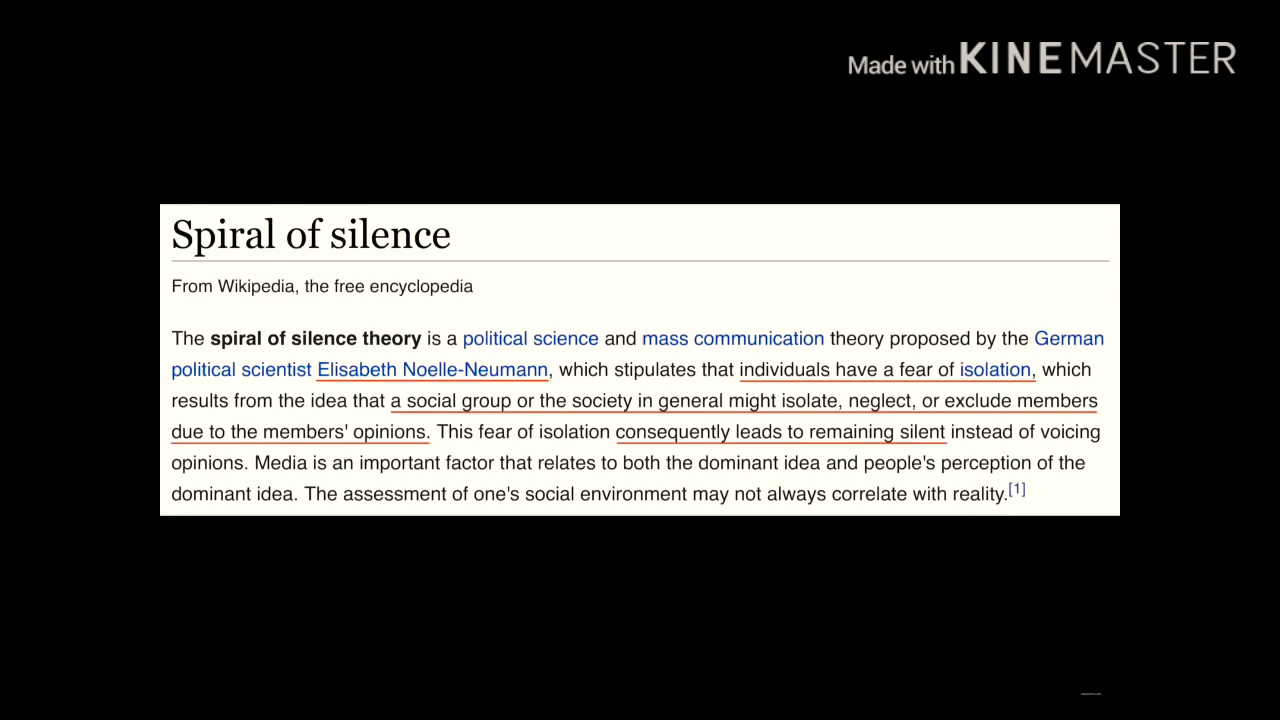 Made with KINEMASTER
Spiral of silence
From Wikipedia, the free encyclopedia
The spiral of silence theory is a political science and mass communication theory proposed by the German
political scientist Elisabeth Noelle-Neumann, which stipulates that individuals have a fear of isolation, which
results from the idea that a social group or the society in general might isolate, neglect, or exclude members
due to the members' opinions. This fear of isolation consequently leads to remaining silent instead of voicing
opinions. Media is an important factor that relates to both the dominant idea and people's perception of the
dominant idea. The assessment of one's social environment may not always correlate with reality.[1]